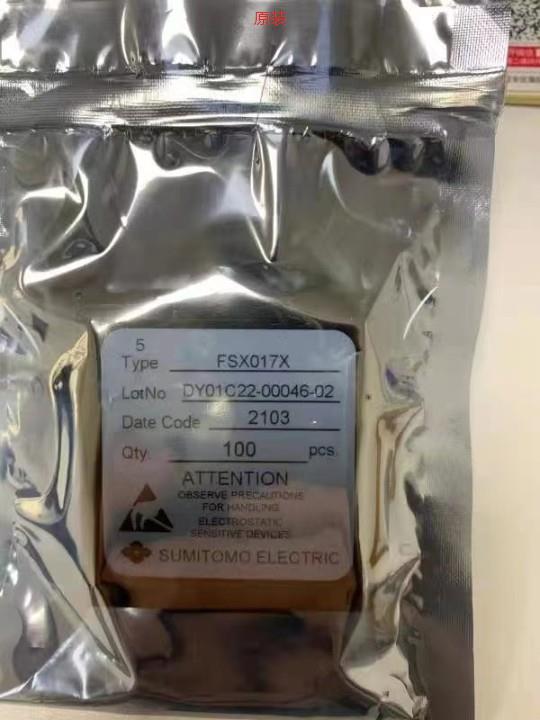 原装
5
Type FSX017X
LotNo DY01C22-00046-02
Date Code 2103
Qty. 100 pcs.
ATTENTION
OBSERVE PRECAUTIONS
FOR HANDLING
ELECTROSTATIC
SENSITIVE DEVICES
SUMITOMO ELECTRIC